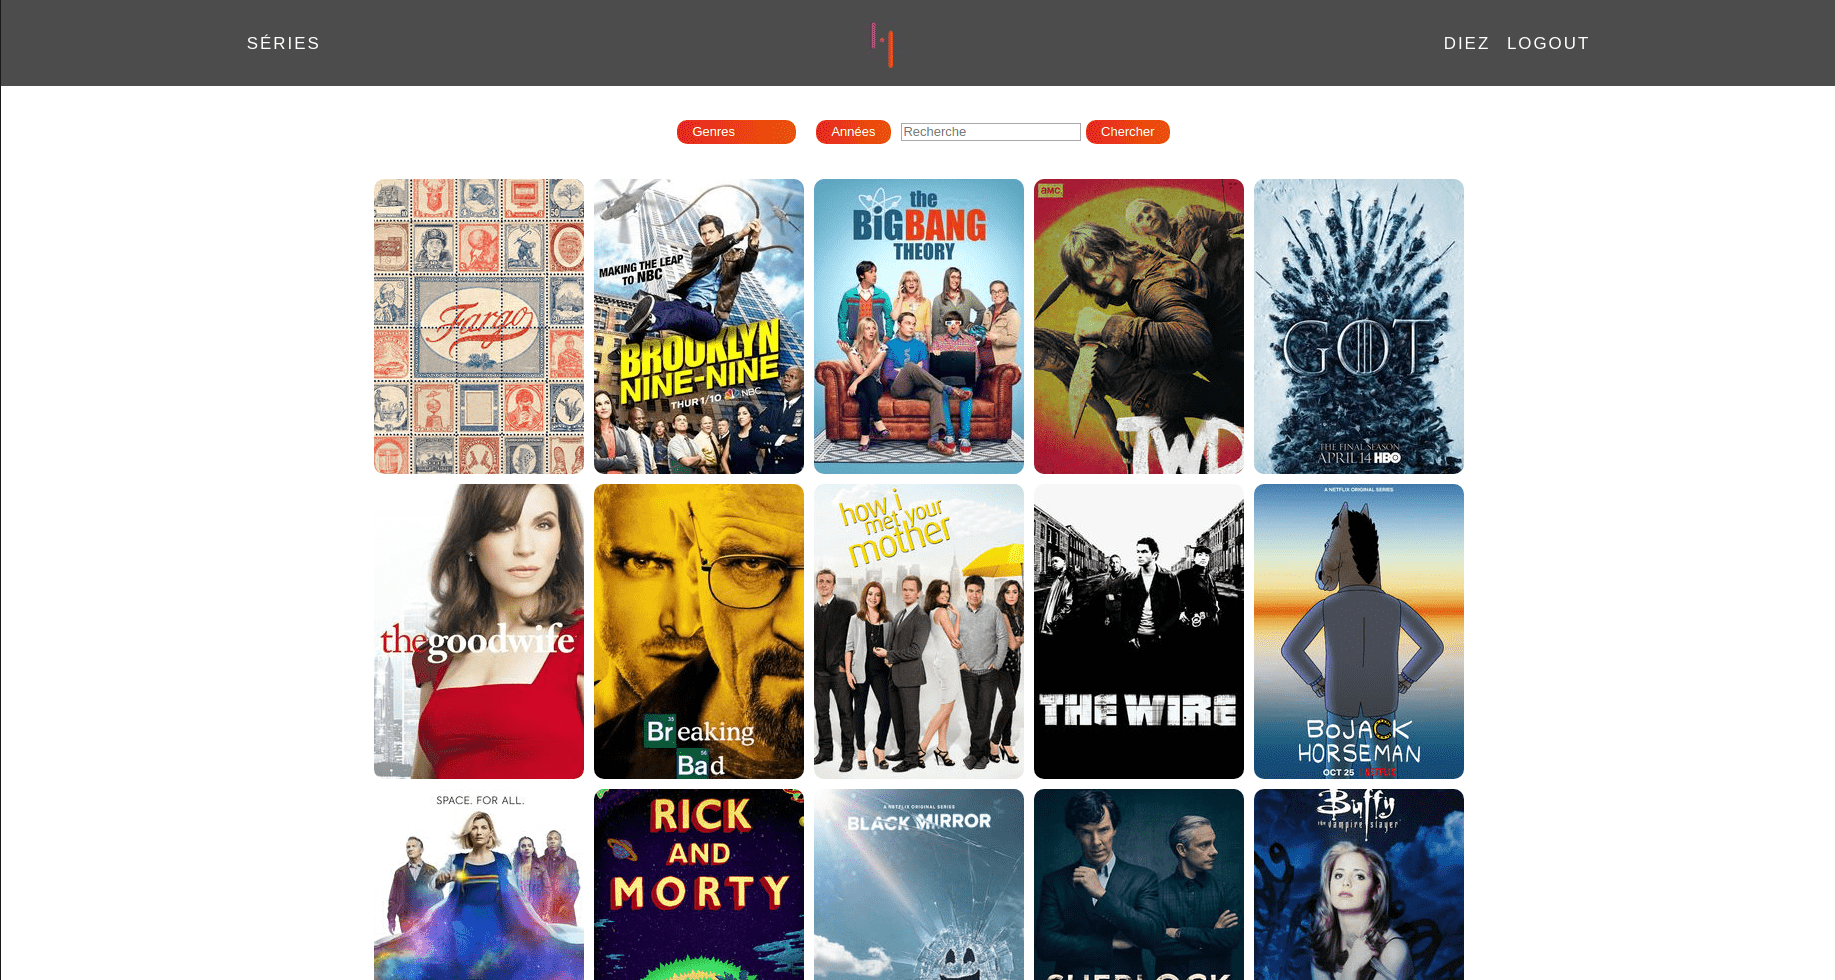 SÉRIES
DIEZ LOGOUT
Genres
Années
Recherche
Chercher
Fargo
MAKING THE LEAP
TO NBC
BROOKLYN
NINE-NINE
THUR 1/10 NBC
the
BIG BANG
THEORY
amc
TWD
GOT
THE FINAL SEASON
APRIL 14 HBO
thegoodwife
35
Breaking
56
Bad
how i
met your
mother
THE WIRE
A NETFLIX ORIGINAL SERIES
BOJACK
HORSEMAN
OCT 25 NETFLIX
SPACE. FOR ALL.
RICK
AND
MORTY
A NETFLIX ORIGINAL SERIES
BLACK MIRROR
SHERLOCK
Buffy
the vampire slayer